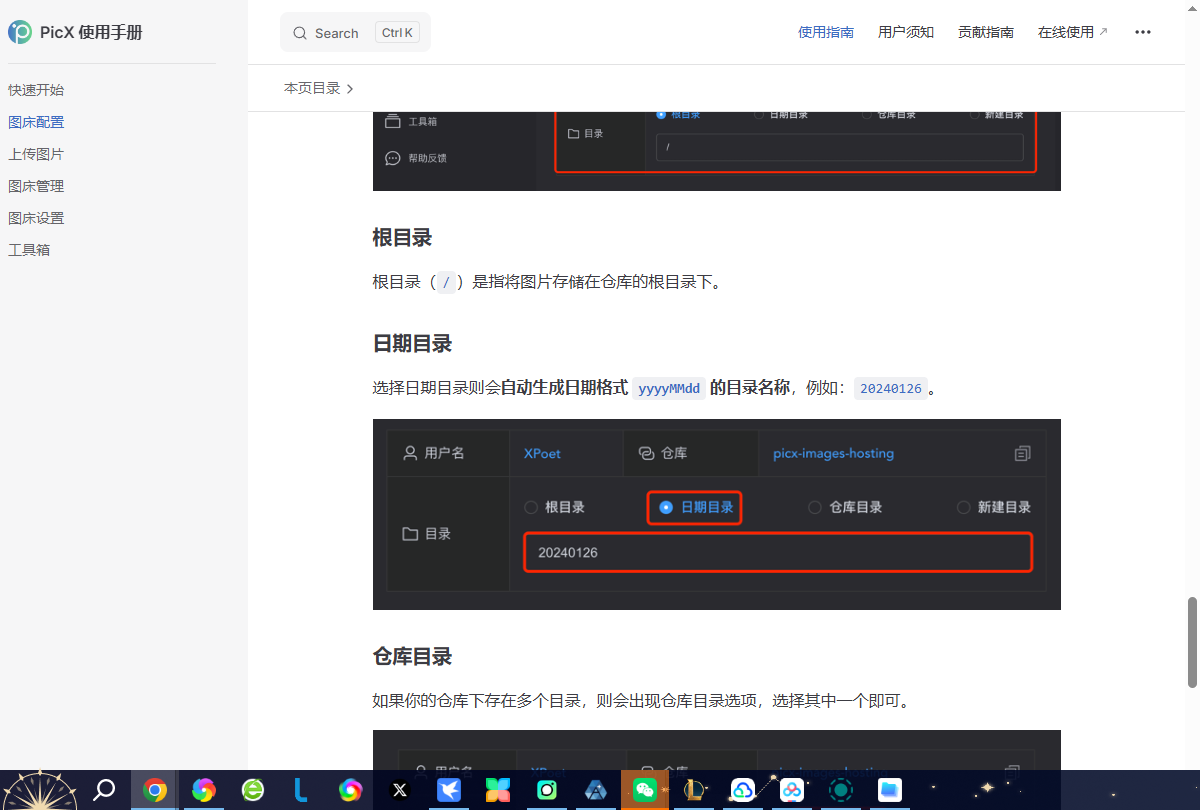 PicX 使用手册
Search
Ctrl K
使用指南
用户须知
贡献指南
在线使用
本页目录
快速开始
图床配置
上传图片
图床管理
图床设置
工具箱
工具箱
帮助反馈
目录
根目录
日期目录
仓库目录
新建目录
/
根目录
根目录（/）是指将图片存储在仓库的根目录下。
日期目录
选择日期目录则会自动生成日期格式 yyyyMMdd 的目录名称，例如：20240126。
用户名
XPoet
仓库
picx-images-hosting
目录
根目录
日期目录
仓库目录
新建目录
20240126
仓库目录
如果你的仓库下存在多个目录，则会出现仓库目录选项，选择其中一个即可。